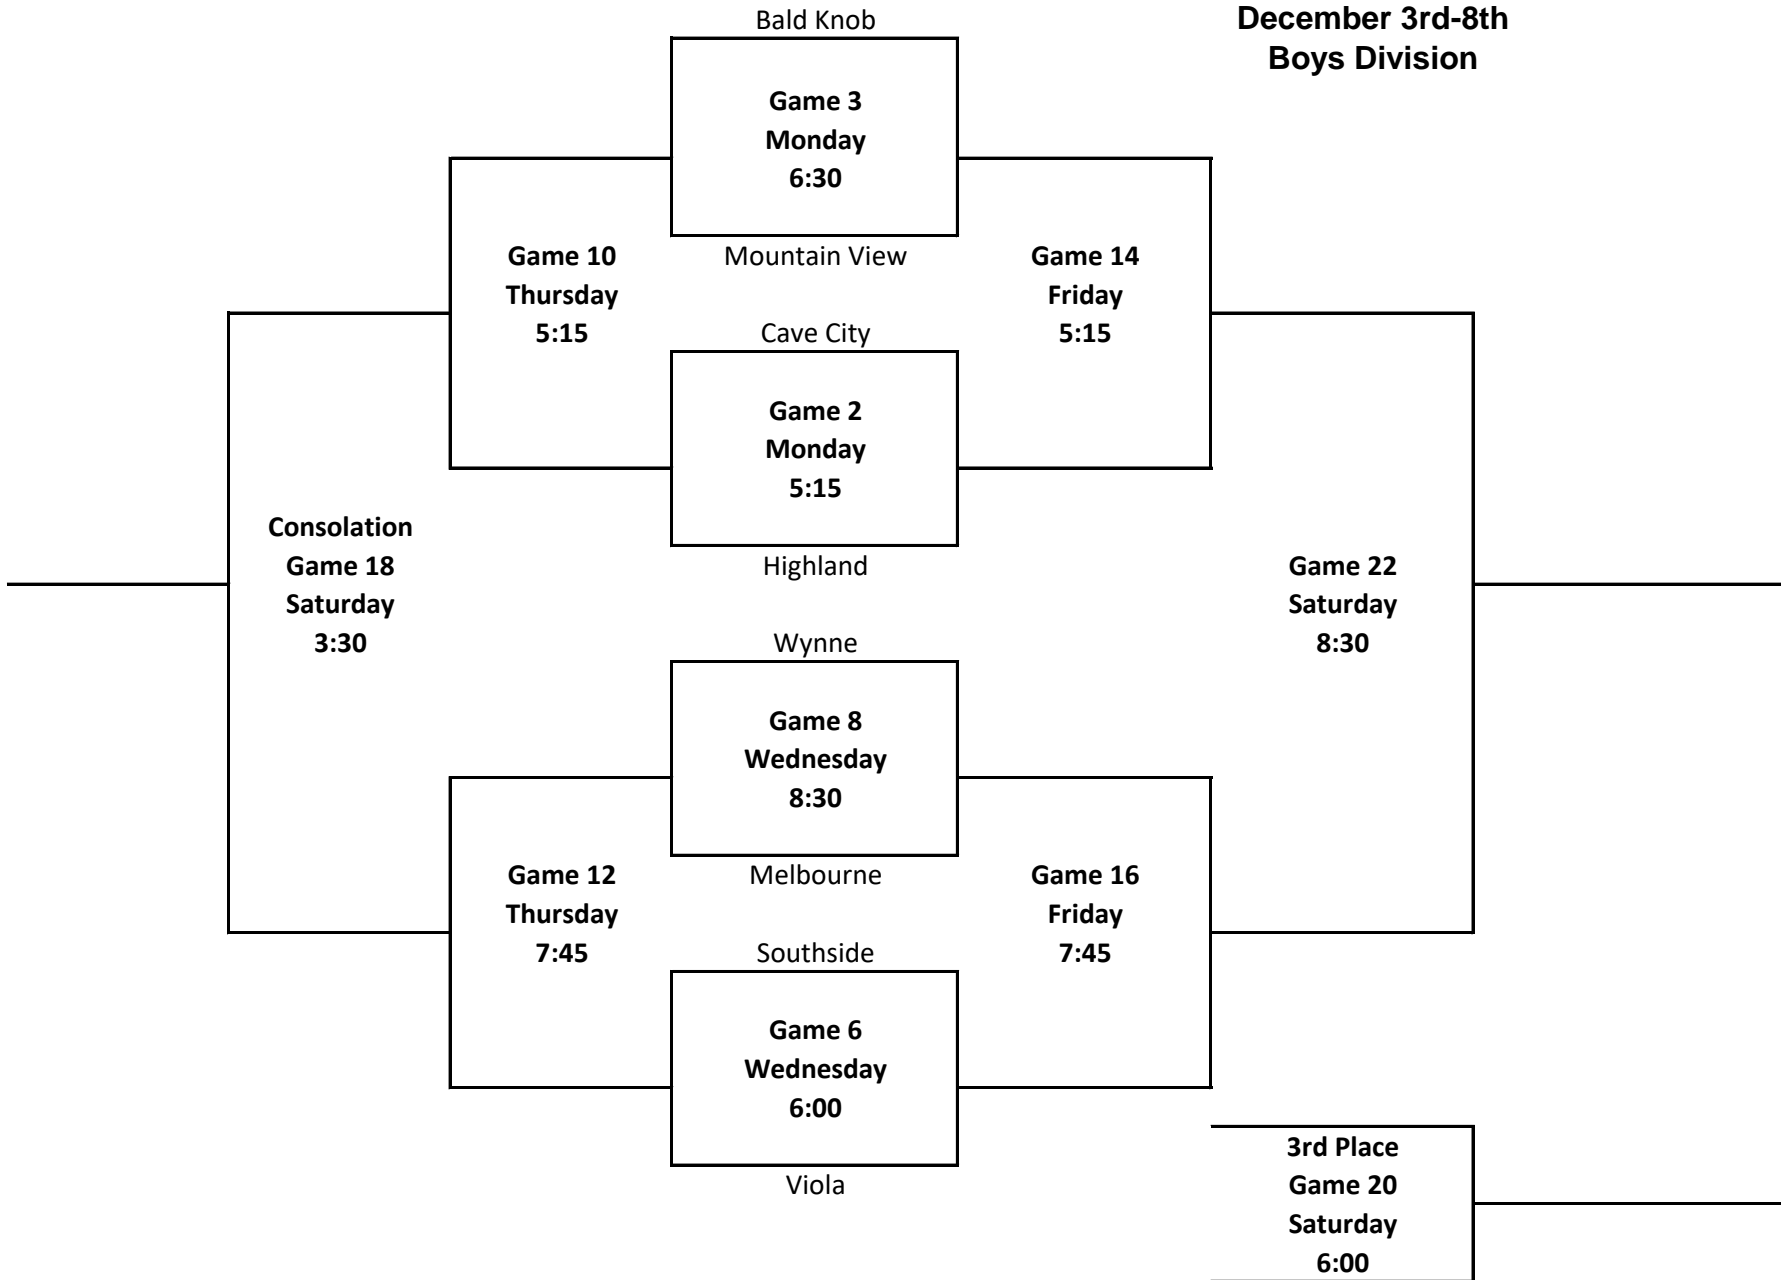 December 3rd-8th
Boys Division
Bald Knob
Game 3
Monday
6:30
Mountain View
Game 10
Thursday
5:15
Game 14
Friday
5:15
Cave City
Game 2
Monday
5:15
Highland
Consolation
Game 18
Saturday
3:30
Game 22
Saturday
8:30
Wynne
Game 8
Wednesday
8:30
Melbourne
Game 12
Thursday
7:45
Game 16
Friday
7:45
Southside
Game 6
Wednesday
6:00
Viola
3rd Place
Game 20
Saturday
6:00